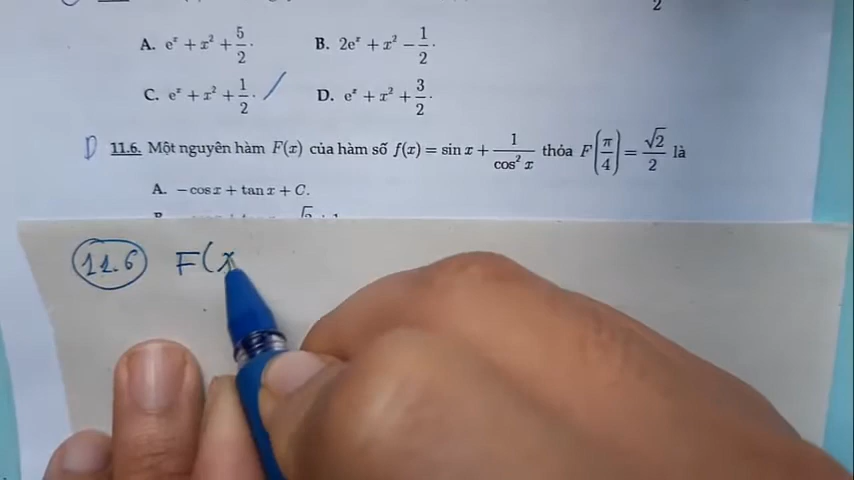 2
A. eˣ + x² + 5/2.
B. 2eˣ + x² − 1/2.
C. eˣ + x² + 1/2.
D. eˣ + x² + 3/2.
D 11.6. Một nguyên hàm F(x) của hàm số f(x) = sin x + 1/cos² x thỏa F(π/4) = √2/2 là
A. − cos x + tan x + C.
11.6 F(x